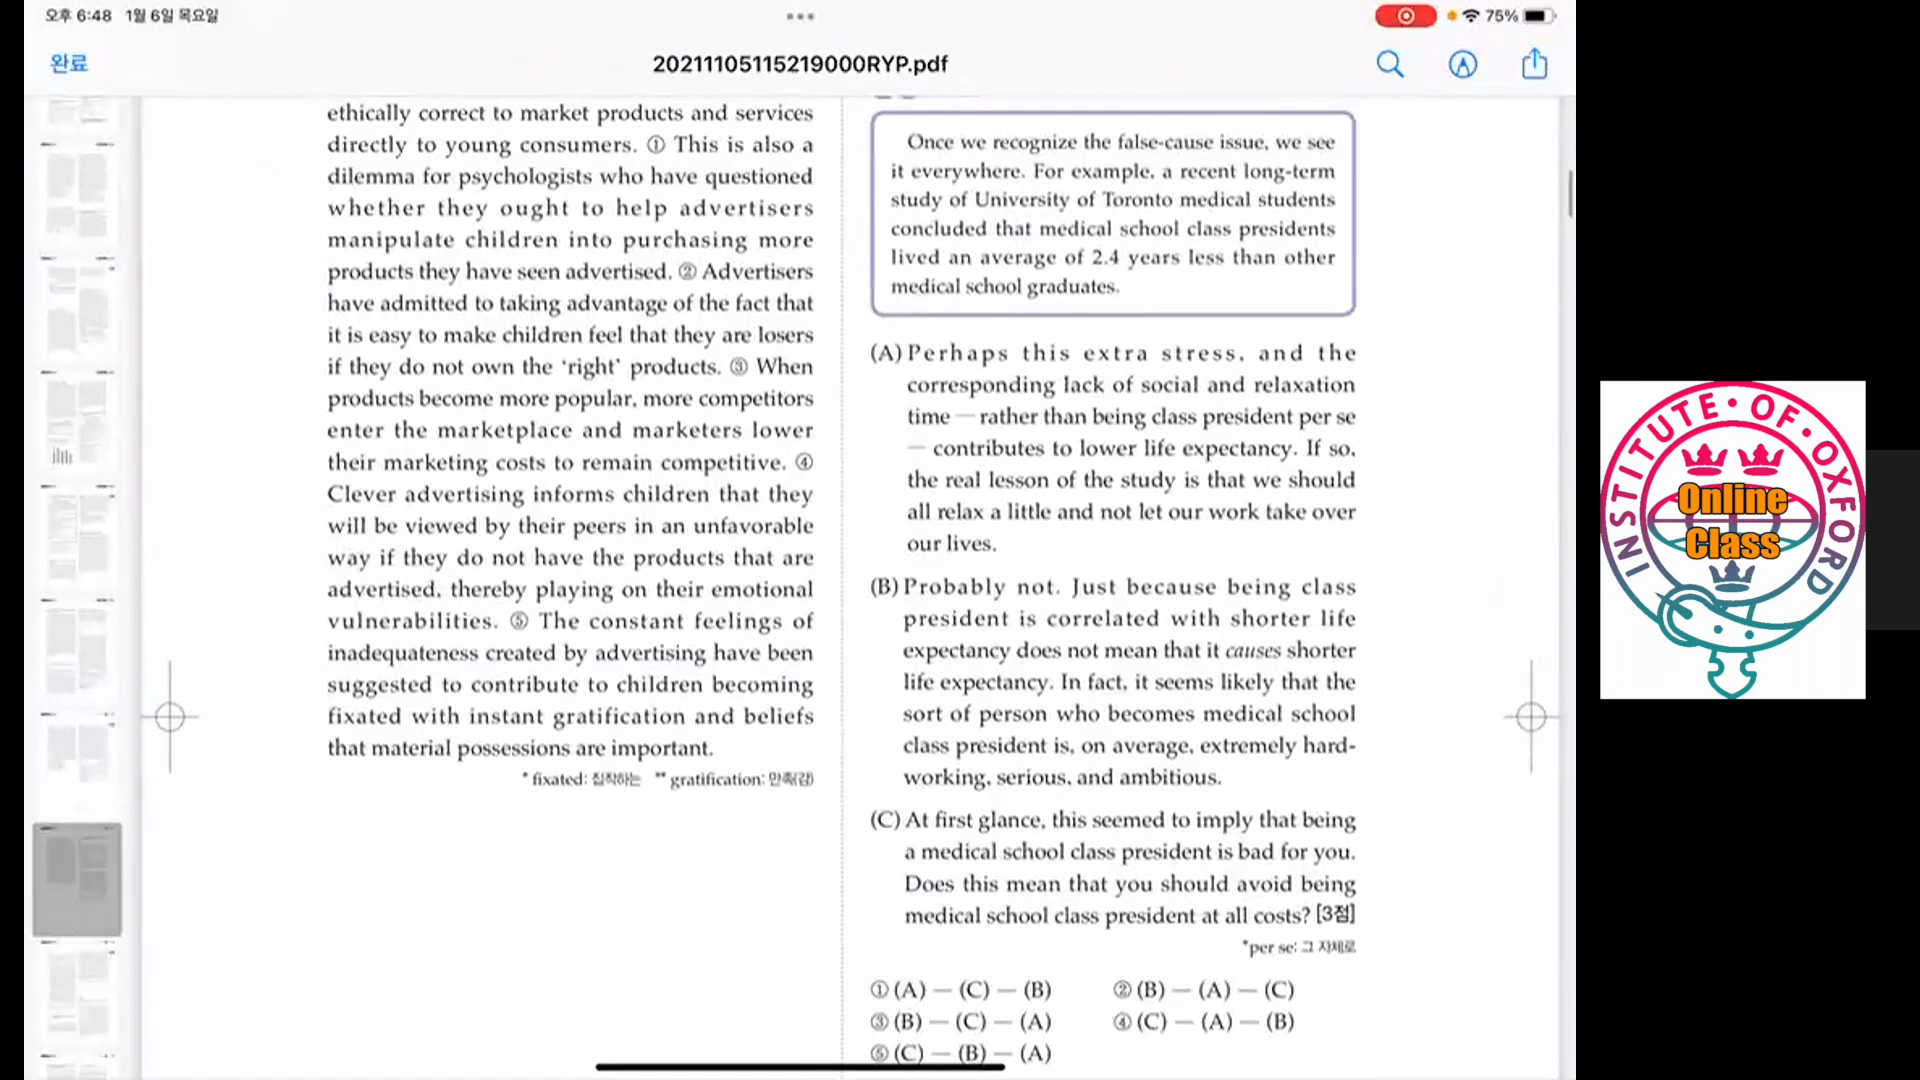 오후 6:48 1월 6일 목요일
75%
완료
20211105115219000RYP.pdf
ethically correct to market products and services
directly to young consumers. ① This is also a
dilemma for psychologists who have questioned
whether they ought to help advertisers
manipulate children into purchasing more
products they have seen advertised. ② Advertisers
have admitted to taking advantage of the fact that
it is easy to make children feel that they are losers
if they do not own the ‘right’ products. ③ When
products become more popular, more competitors
enter the marketplace and marketers lower
their marketing costs to remain competitive. ④
Clever advertising informs children that they
will be viewed by their peers in an unfavorable
way if they do not have the products that are
advertised, thereby playing on their emotional
vulnerabilities. ⑤ The constant feelings of
inadequateness created by advertising have been
suggested to contribute to children becoming
fixated with instant gratification and beliefs
that material possessions are important.
* fixated: 집착하는 ** gratification: 만족(감)
Once we recognize the false-cause issue, we see
it everywhere. For example, a recent long-term
study of University of Toronto medical students
concluded that medical school class presidents
lived an average of 2.4 years less than other
medical school graduates.
(A) Perhaps this extra stress, and the
corresponding lack of social and relaxation
time — rather than being class president per se
— contributes to lower life expectancy. If so,
the real lesson of the study is that we should
all relax a little and not let our work take over
our lives.
(B) Probably not. Just because being class
president is correlated with shorter life
expectancy does not mean that it causes shorter
life expectancy. In fact, it seems likely that the
sort of person who becomes medical school
class president is, on average, extremely hard-
working, serious, and ambitious.
(C) At first glance, this seemed to imply that being
a medical school class president is bad for you.
Does this mean that you should avoid being
medical school class president at all costs? [3점]
*per se: 그 자체로
① (A) — (C) — (B) ② (B) — (A) — (C)
③ (B) — (C) — (A) ④ (C) — (A) — (B)
⑤ (C) — (B) — (A)
INSTITUTE · OF · OXFORD
Online
Class